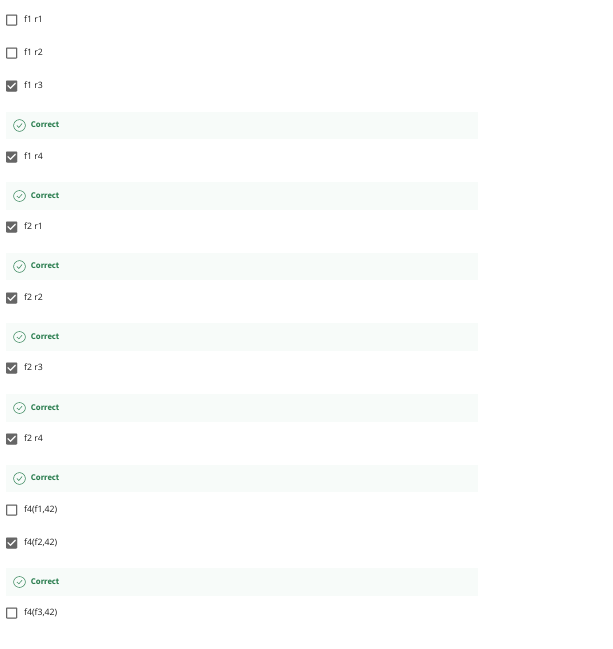 f1 r1
f1 r2
f1 r3
Correct
f1 r4
Correct
f2 r1
Correct
f2 r2
Correct
f2 r3
Correct
f2 r4
Correct
f4(f1,42)
f4(f2,42)
Correct
f4(f3,42)